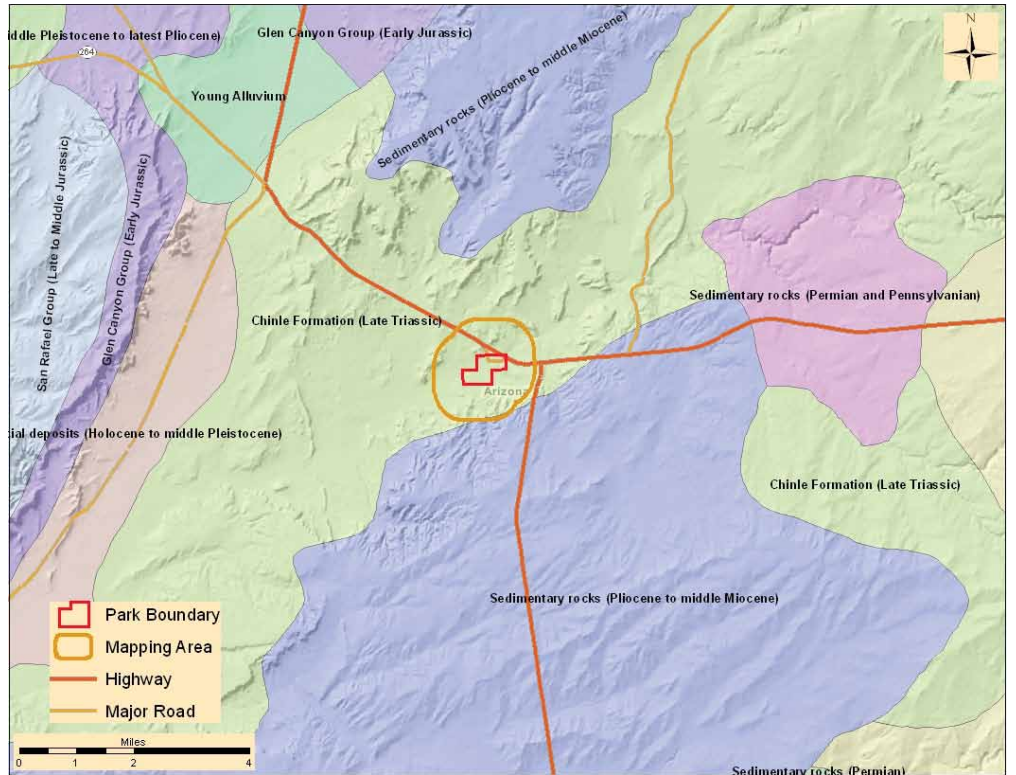 iddle Pleistocene to latest Pliocene)
Glen Canyon Group (Early Jurassic)
N
264
Young Alluvium
Sedimentary rocks (Pliocene to middle Miocene)
San Rafael Group (Late to Middle Jurassic)
Glen Canyon Group (Early Jurassic)
Sedimentary rocks (Permian and Pennsylvanian)
Chinle Formation (Late Triassic)
Arizona
cial deposits (Holocene to middle Pleistocene)
Chinle Formation (Late Triassic)
Sedimentary rocks (Pliocene to middle Miocene)
Park Boundary
Mapping Area
Highway
Major Road
Miles
0 1 2 4
Sedimentary rocks (Permian)